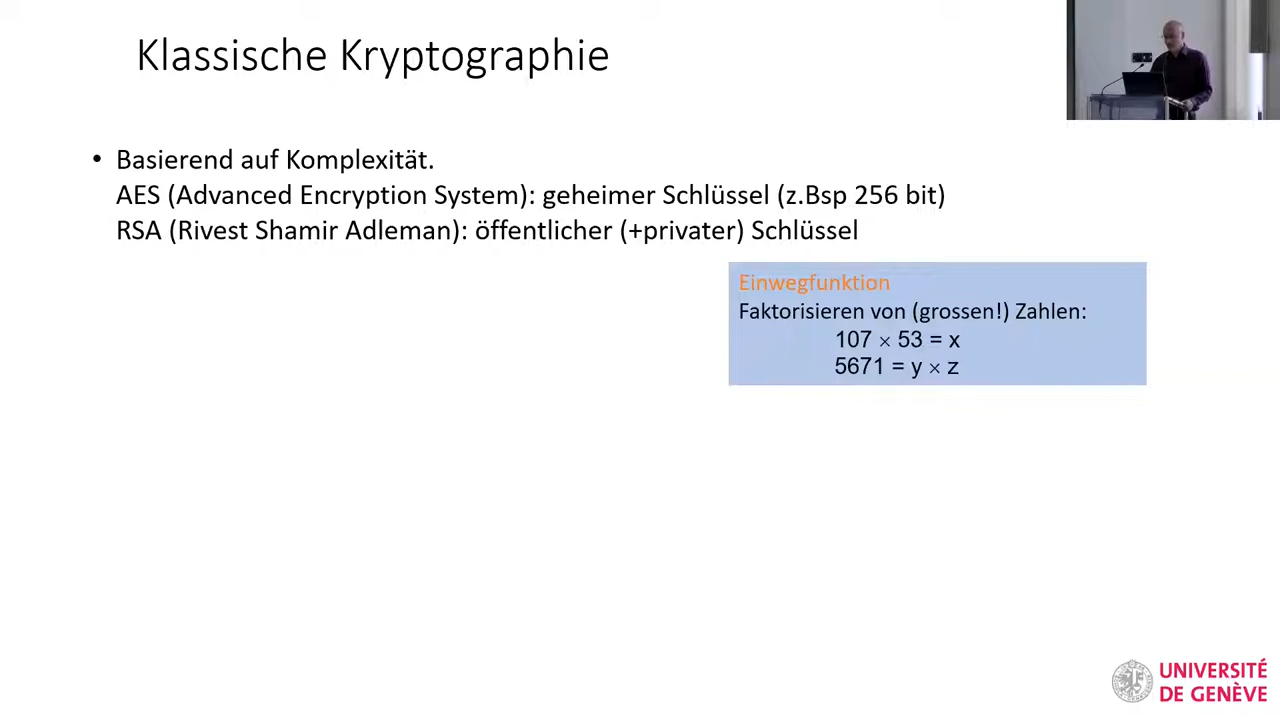 Klassische Kryptographie
• Basierend auf Komplexität.
AES (Advanced Encryption System): geheimer Schlüssel (z.Bsp 256 bit)
RSA (Rivest Shamir Adleman): öffentlicher (+privater) Schlüssel
Einwegfunktion
Faktorisieren von (grossen!) Zahlen:
107 × 53 = x
5671 = y × z
UNIVERSITÉ
DE GENÈVE